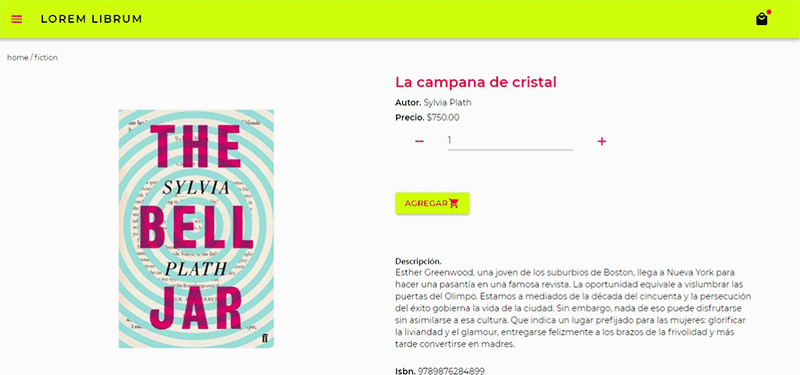 LOREM LIBRUM
home / fiction
La campana de cristal
Autor. Sylvia Plath
Precio. $750.00
1
AGREGAR
THE
SYLVIA
BELL
PLATH
JAR
ff
Descripción.
Esther Greenwood, una joven de los suburbios de Boston, llega a Nueva York para
hacer una pasantía en una famosa revista. La oportunidad equivale a vislumbrar las
puertas del Olimpo. Estamos a mediados de la década del cincuenta y la persecución
del éxito gobierna la vida de la ciudad. Sin embargo, nada de eso puede disfrutarse
sin asimilarse a esa cultura. Que indica un lugar prefijado para las mujeres: glorificar
la liviandad y el glamour, entregarse felizmente a los brazos de la frivolidad y más
tarde convertirse en madres.
Isbn. 9789876284899